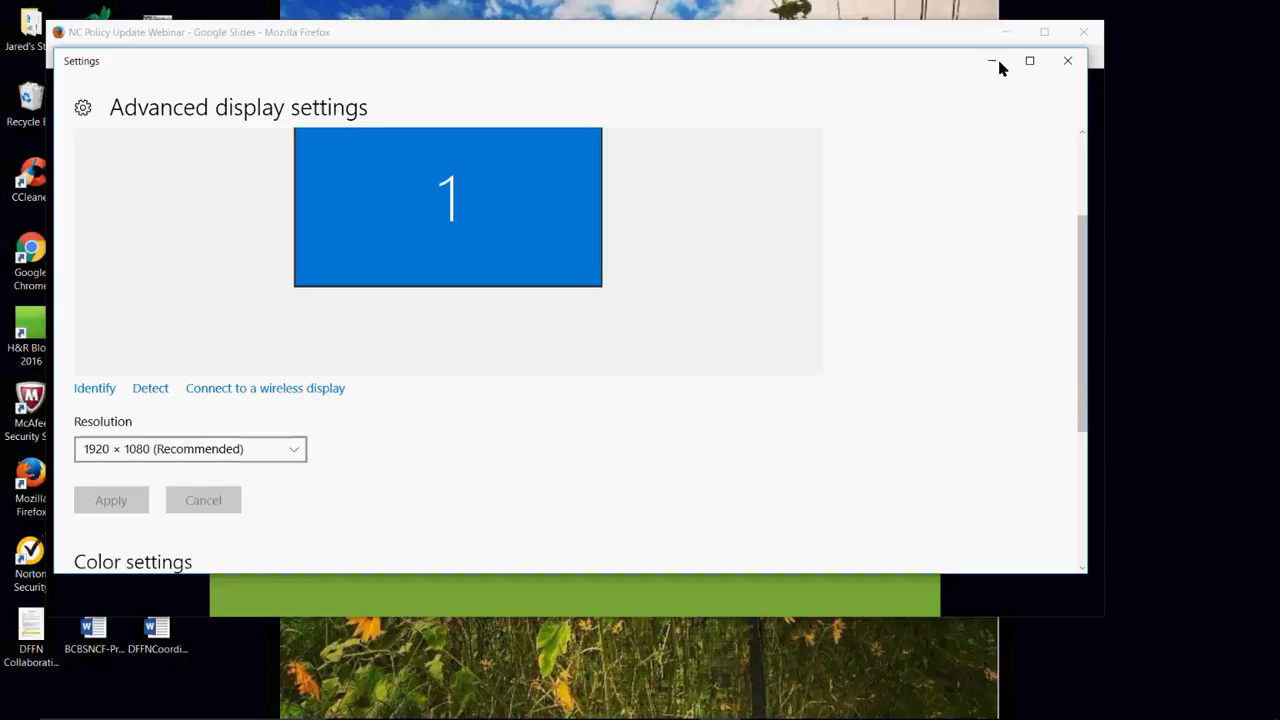 Jared's St...
NC Policy Update Webinar - Google Slides - Mozilla Firefox
Settings
Advanced display settings
1
Identify
Detect
Connect to a wireless display
Resolution
1920 × 1080 (Recommended)
Apply
Cancel
Color settings
Recycle B
CCleane
Google
Chrome
H&R Blo
2016
McAfee
Security S
Mozilla
Firefox
Norton
Security
DFFN
Collaborati...
BCBSNCF-Pr...
DFFNCoordi...